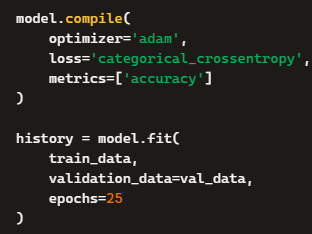 model.compile(
    optimizer='adam',
    loss='categorical_crossentropy',
    metrics=['accuracy']
)

history = model.fit(
    train_data,
    validation_data=val_data,
    epochs=25
)